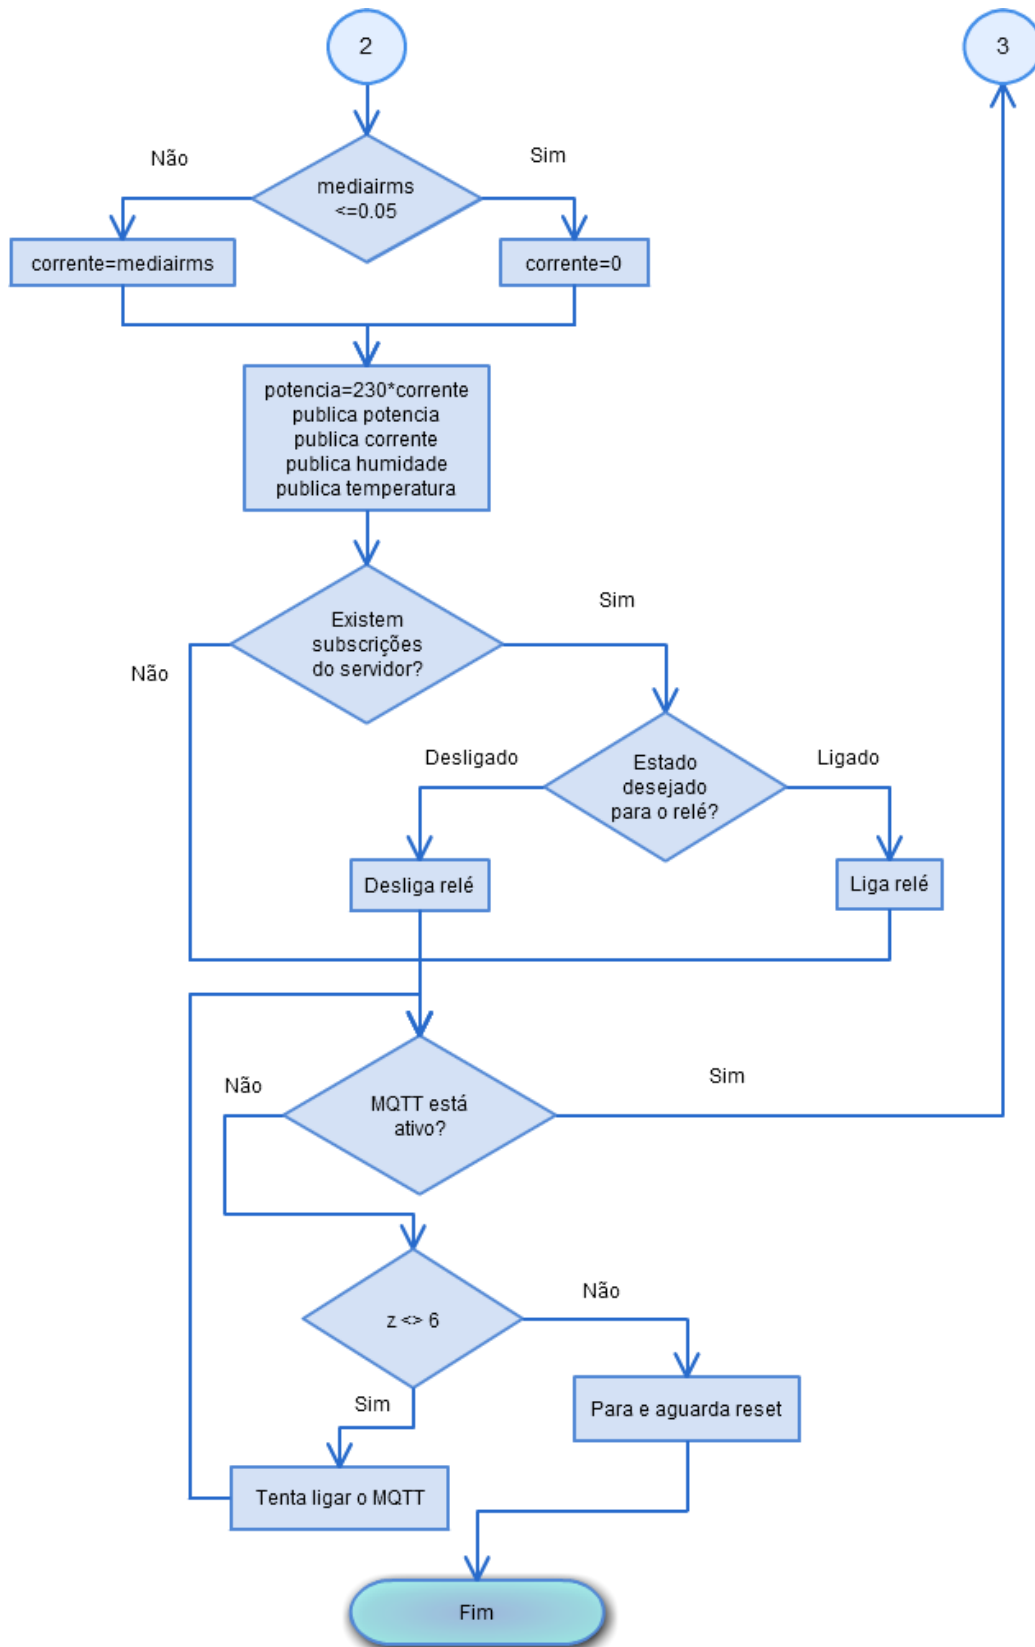 2
3
Não
Sim
mediairms
<=0.05
corrente=mediairms
corrente=0
potencia=230*corrente
publica potencia
publica corrente
publica humidade
publica temperatura
Existem
subscrições
do servidor?
Sim
Não
Desligado
Estado
desejado
para o relé?
Ligado
Desliga relé
Liga relé
Não
MQTT está
ativo?
Sim
z <> 6
Não
Sim
Para e aguarda reset
Tenta ligar o MQTT
Fim